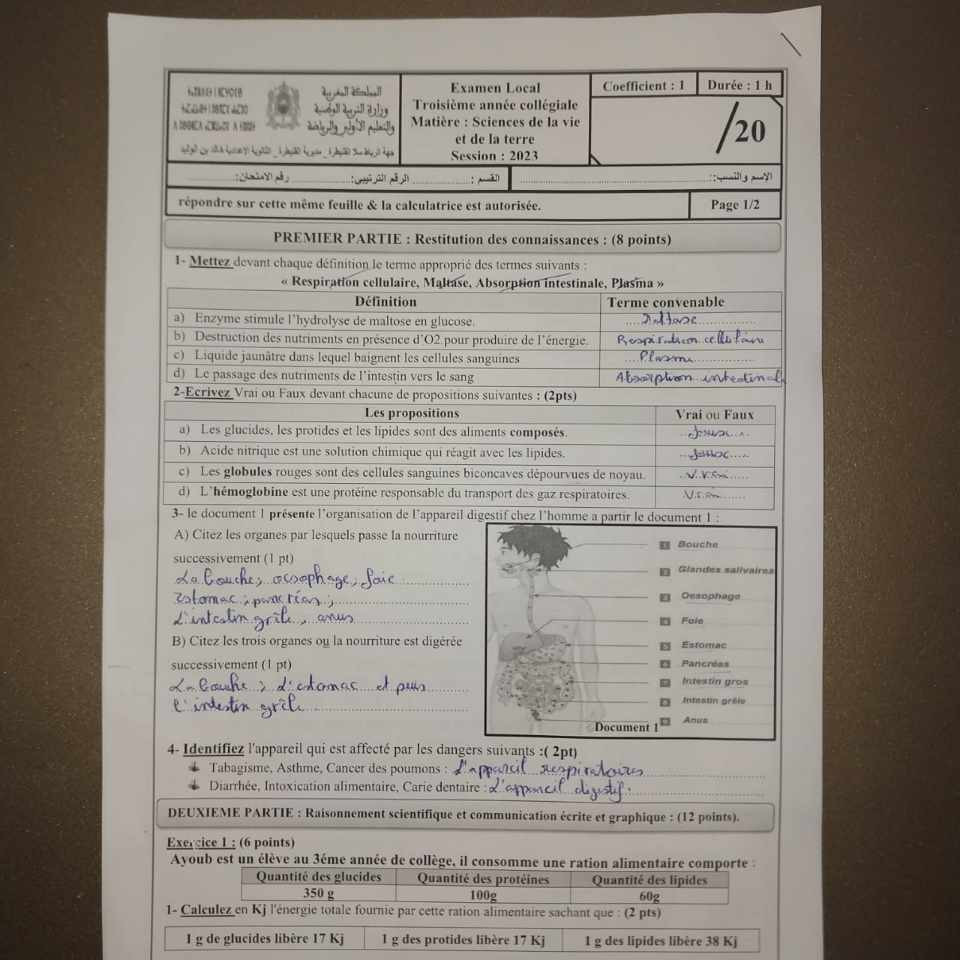 المملكة المغربية
وزارة التربية الوطنية
والتعليم الأولي والرياضة
جهة الرباط سلا القنيطرة _ مديرية القنيطرة _ الثانوية الاعدادية خالد بن الوليد
Examen Local
Troisième année collégiale
Matière : Sciences de la vie
et de la terre
Session : 2023
Coefficient : 1
Durée : 1 h
/20
الاسم والنسب:
القسم :
الرقم الترتيبي:
رقم الامتحان:
répondre sur cette même feuille & la calculatrice est autorisée.
Page 1/2
PREMIER PARTIE : Restitution des connaissances : (8 points)
1- Mettez devant chaque définition le terme approprié des termes suivants :
« Respiration cellulaire, Maltase, Absorption intestinale, Plasma »
Définition Terme convenable
a) Enzyme stimule l'hydrolyse de maltose en glucose. Maltase
b) Destruction des nutriments en présence d'O2 pour produire de l'énergie. Respiration cellulaire
c) Liquide jaunâtre dans lequel baignent les cellules sanguines Plasma
d) Le passage des nutriments de l'intestin vers le sang Absorption intestinal
2-Ecrivez Vrai ou Faux devant chacune de propositions suivantes : (2pts)
Les propositions Vrai ou Faux
a) Les glucides, les protides et les lipides sont des aliments composés.
b) Acide nitrique est une solution chimique qui réagit avec les lipides.
c) Les globules rouges sont des cellules sanguines biconcaves dépourvues de noyau.
d) L'hémoglobine est une protéine responsable du transport des gaz respiratoires.
3- le document 1 présente l'organisation de l'appareil digestif chez l'homme a partir le document 1 :
A) Citez les organes par lesquels passe la nourriture
successivement (1 pt)
La bouche, oesophage, foie
Estomac, pancréas,
L'intestin grêle, anus
B) Citez les trois organes ou la nourriture est digérée
successivement (1 pt)
La bouche, L'estomac et puis
l'intestin grêle
Bouche
Glandes salivaires
Oesophage
Foie
Estomac
Pancréas
Intestin gros
Intestin grêle
Anus
Document 1
4- Identifiez l'appareil qui est affecté par les dangers suivants :( 2pt)
Tabagisme, Asthme, Cancer des poumons : L'appareil respiratoires
Diarrhée, Intoxication alimentaire, Carie dentaire : L'appareil digestif.
DEUXIEME PARTIE : Raisonnement scientifique et communication écrite et graphique : (12 points).
Exercice 1 : (6 points)
Ayoub est un élève au 3éme année de collège, il consomme une ration alimentaire comporte :
Quantité des glucides Quantité des protéines Quantité des lipides
350 g 100g 60g
1- Calculez en Kj l'énergie totale fournie par cette ration alimentaire sachant que : (2 pts)
1 g de glucides libère 17 Kj 1 g des protides libère 17 Kj 1 g des lipides libère 38 Kj